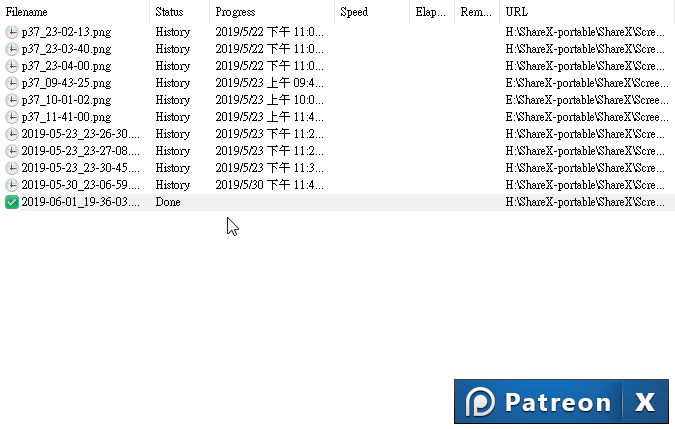 Filename Status Progress Speed Elap... Rem... URL
p37_23-02-13.png History 2019/5/22 下午 11:0... H:\ShareX-portable\ShareX\Scre...
p37_23-03-40.png History 2019/5/22 下午 11:0... H:\ShareX-portable\ShareX\Scre...
p37_23-04-00.png History 2019/5/22 下午 11:0... H:\ShareX-portable\ShareX\Scre...
p37_09-43-25.png History 2019/5/23 上午 09:4... E:\ShareX-portable\ShareX\Scree...
p37_10-01-02.png History 2019/5/23 上午 10:0... E:\ShareX-portable\ShareX\Scree...
p37_11-41-00.png History 2019/5/23 上午 11:4... E:\ShareX-portable\ShareX\Scree...
2019-05-23_23-26-30.... History 2019/5/23 下午 11:2... H:\ShareX-portable\ShareX\Scre...
2019-05-23_23-27-08.... History 2019/5/23 下午 11:2... H:\ShareX-portable\ShareX\Scre...
2019-05-23_23-30-45.... History 2019/5/23 下午 11:3... H:\ShareX-portable\ShareX\Scre...
2019-05-30_23-06-59.... History 2019/5/30 下午 11:4... H:\ShareX-portable\ShareX\Scre...
2019-06-01_19-36-03.... Done H:\ShareX-portable\ShareX\Scre...
Patreon X